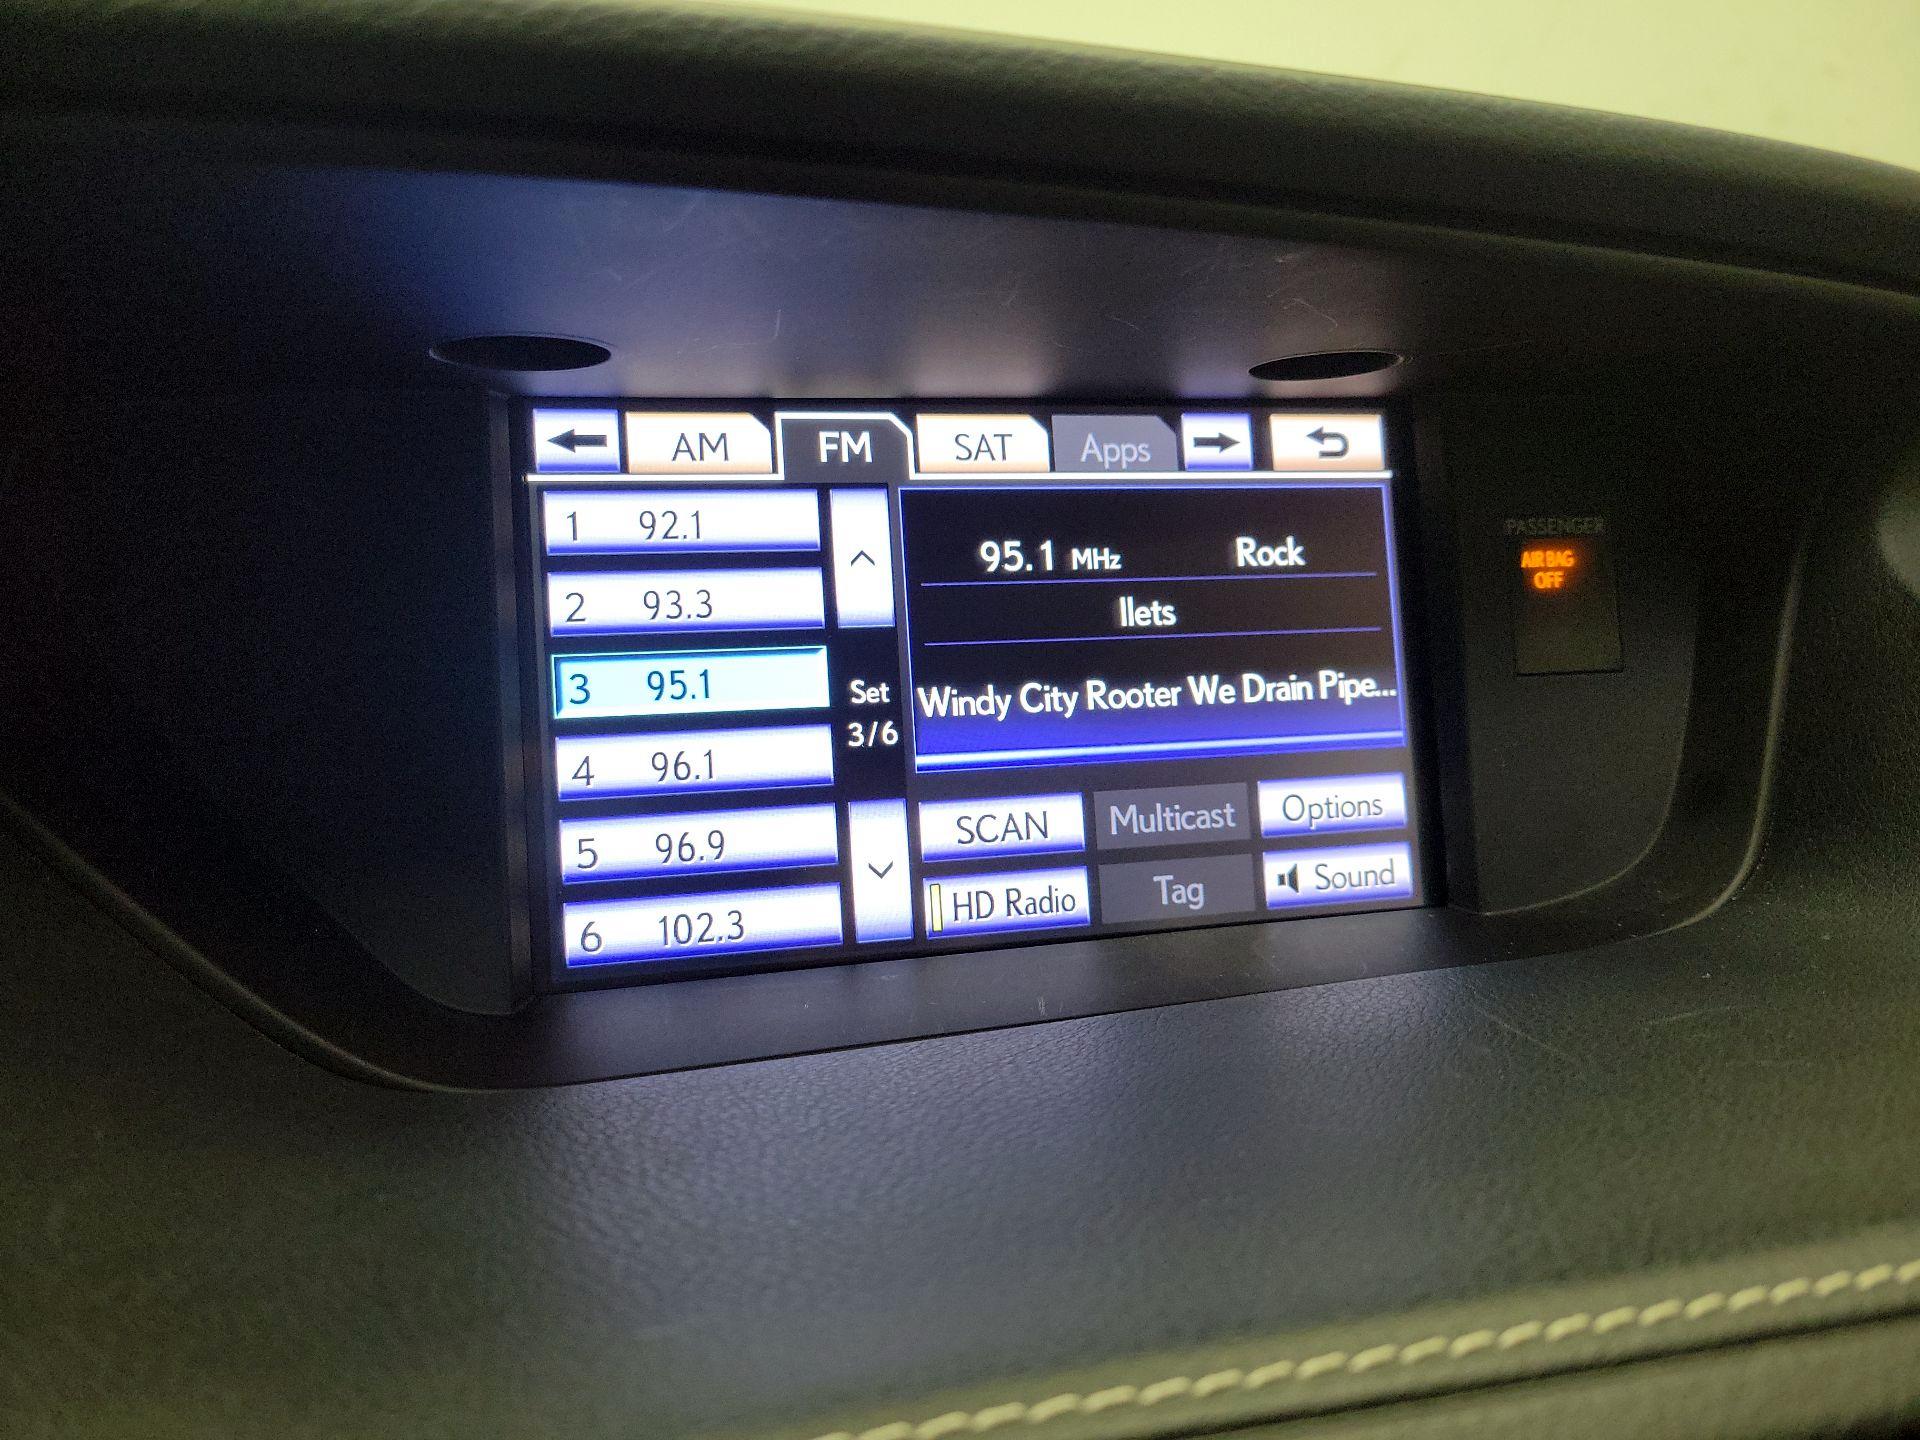 AM FM SAT Apps
1 92.1
2 93.3
3 95.1
4 96.1
5 96.9
6 102.3
Set
3/6
95.1 MHz Rock
llets
Windy City Rooter We Drain Pipe...
SCAN Multicast Options
HD Radio Tag Sound
PASSENGER
AIR BAG
OFF